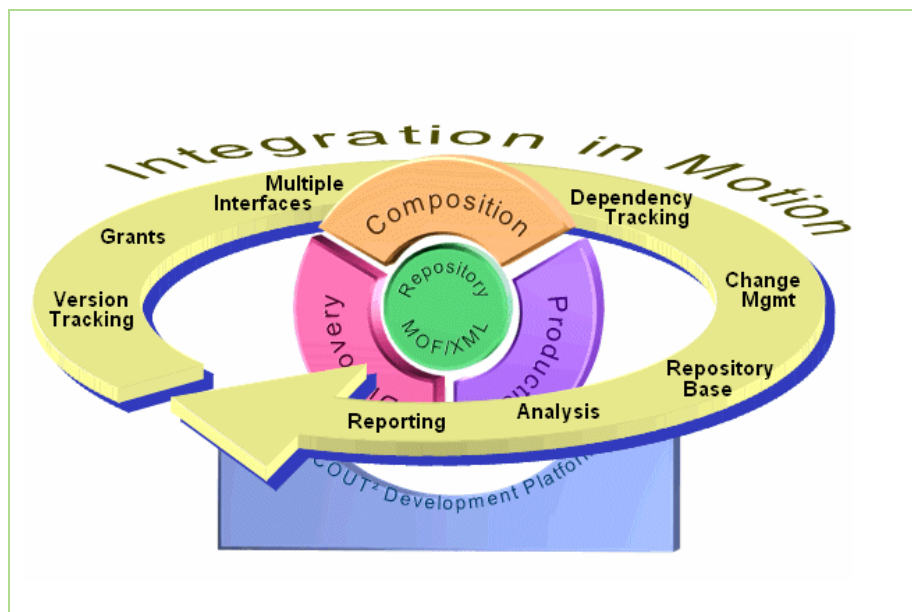 Integration in Motion
Multiple
Interfaces
Composition
Dependency
Tracking
Grants
Repository
MOF/XML
Change
Mgmt
Version
Tracking
Repository
Base
Reporting
Analysis
Development Platform